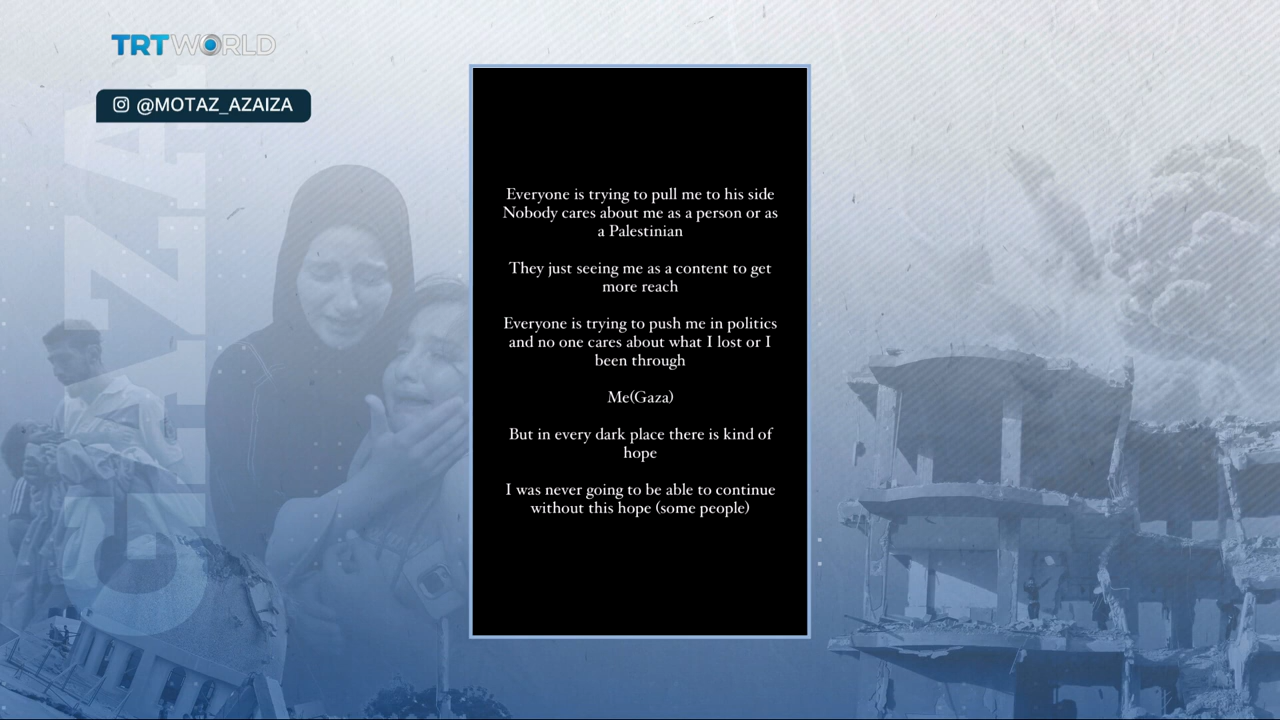 TRT WORLD
@MOTAZ_AZAIZA
GAZA
Everyone is trying to pull me to his side
Nobody cares about me as a person or as
a Palestinian
They just seeing me as a content to get
more reach
Everyone is trying to push me in politics
and no one cares about what I lost or I
been through
Me(Gaza)
But in every dark place there is kind of
hope
I was never going to be able to continue
without this hope (some people)